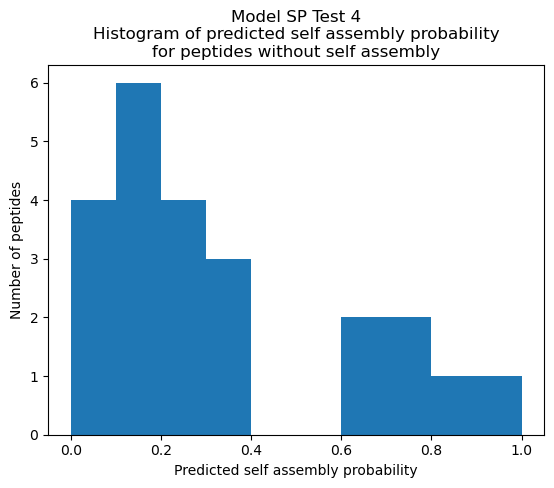 Model SP Test 4
Histogram of predicted self assembly probability
for peptides without self assembly
6
5
4
3
2
1
0
Number of peptides
0.0 0.2 0.4 0.6 0.8 1.0
Predicted self assembly probability